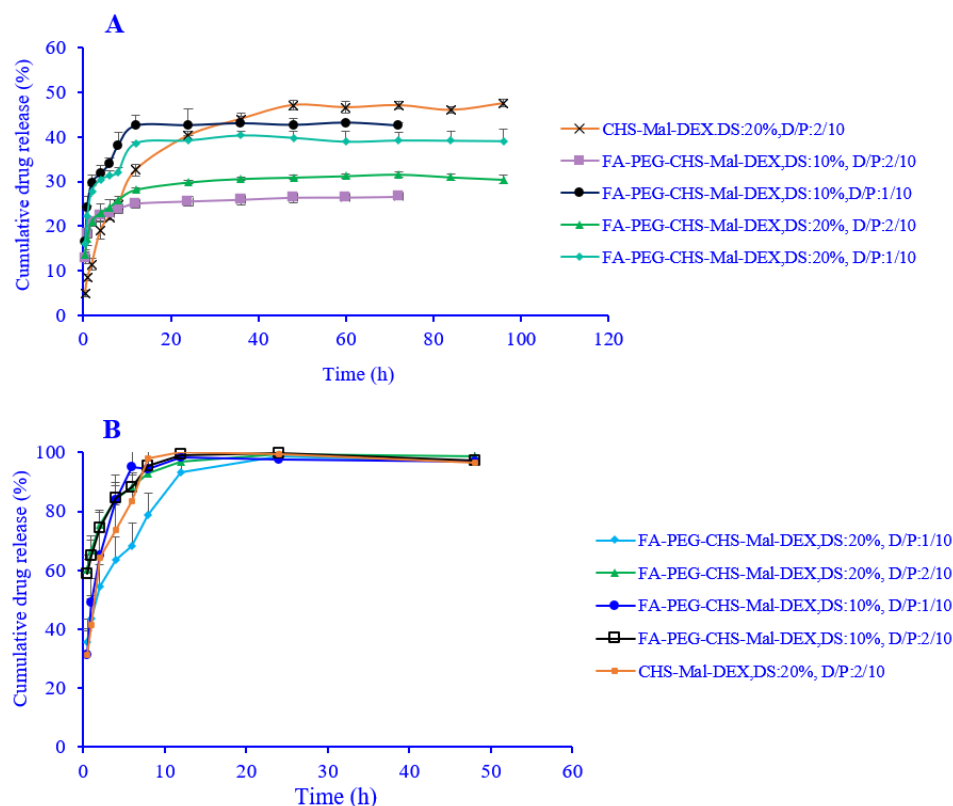 A
Cumulative drug release (%)
60
50
40
30
20
10
0
0 20 40 60 80 100 120
Time (h)
CHS-Mal-DEX.DS:20%,D/P:2/10
FA-PEG-CHS-Mal-DEX,DS:10%, D/P:2/10
FA-PEG-CHS-Mal-DEX,DS:10%,D/P:1/10
FA-PEG-CHS-Mal-DEX,DS:20%, D/P:2/10
FA-PEG-CHS-Mal-DEX,DS:20%, D/P:1/10
B
Cumulative drug release (%)
100
80
60
40
20
0
0 10 20 30 40 50 60
Time (h)
FA-PEG-CHS-Mal-DEX,DS:20%, D/P:1/10
FA-PEG-CHS-Mal-DEX,DS:20%, D/P:2/10
FA-PEG-CHS-Mal-DEX,DS:10%, D/P:1/10
FA-PEG-CHS-Mal-DEX,DS:10%, D/P:2/10
CHS-Mal-DEX,DS:20%, D/P:2/10